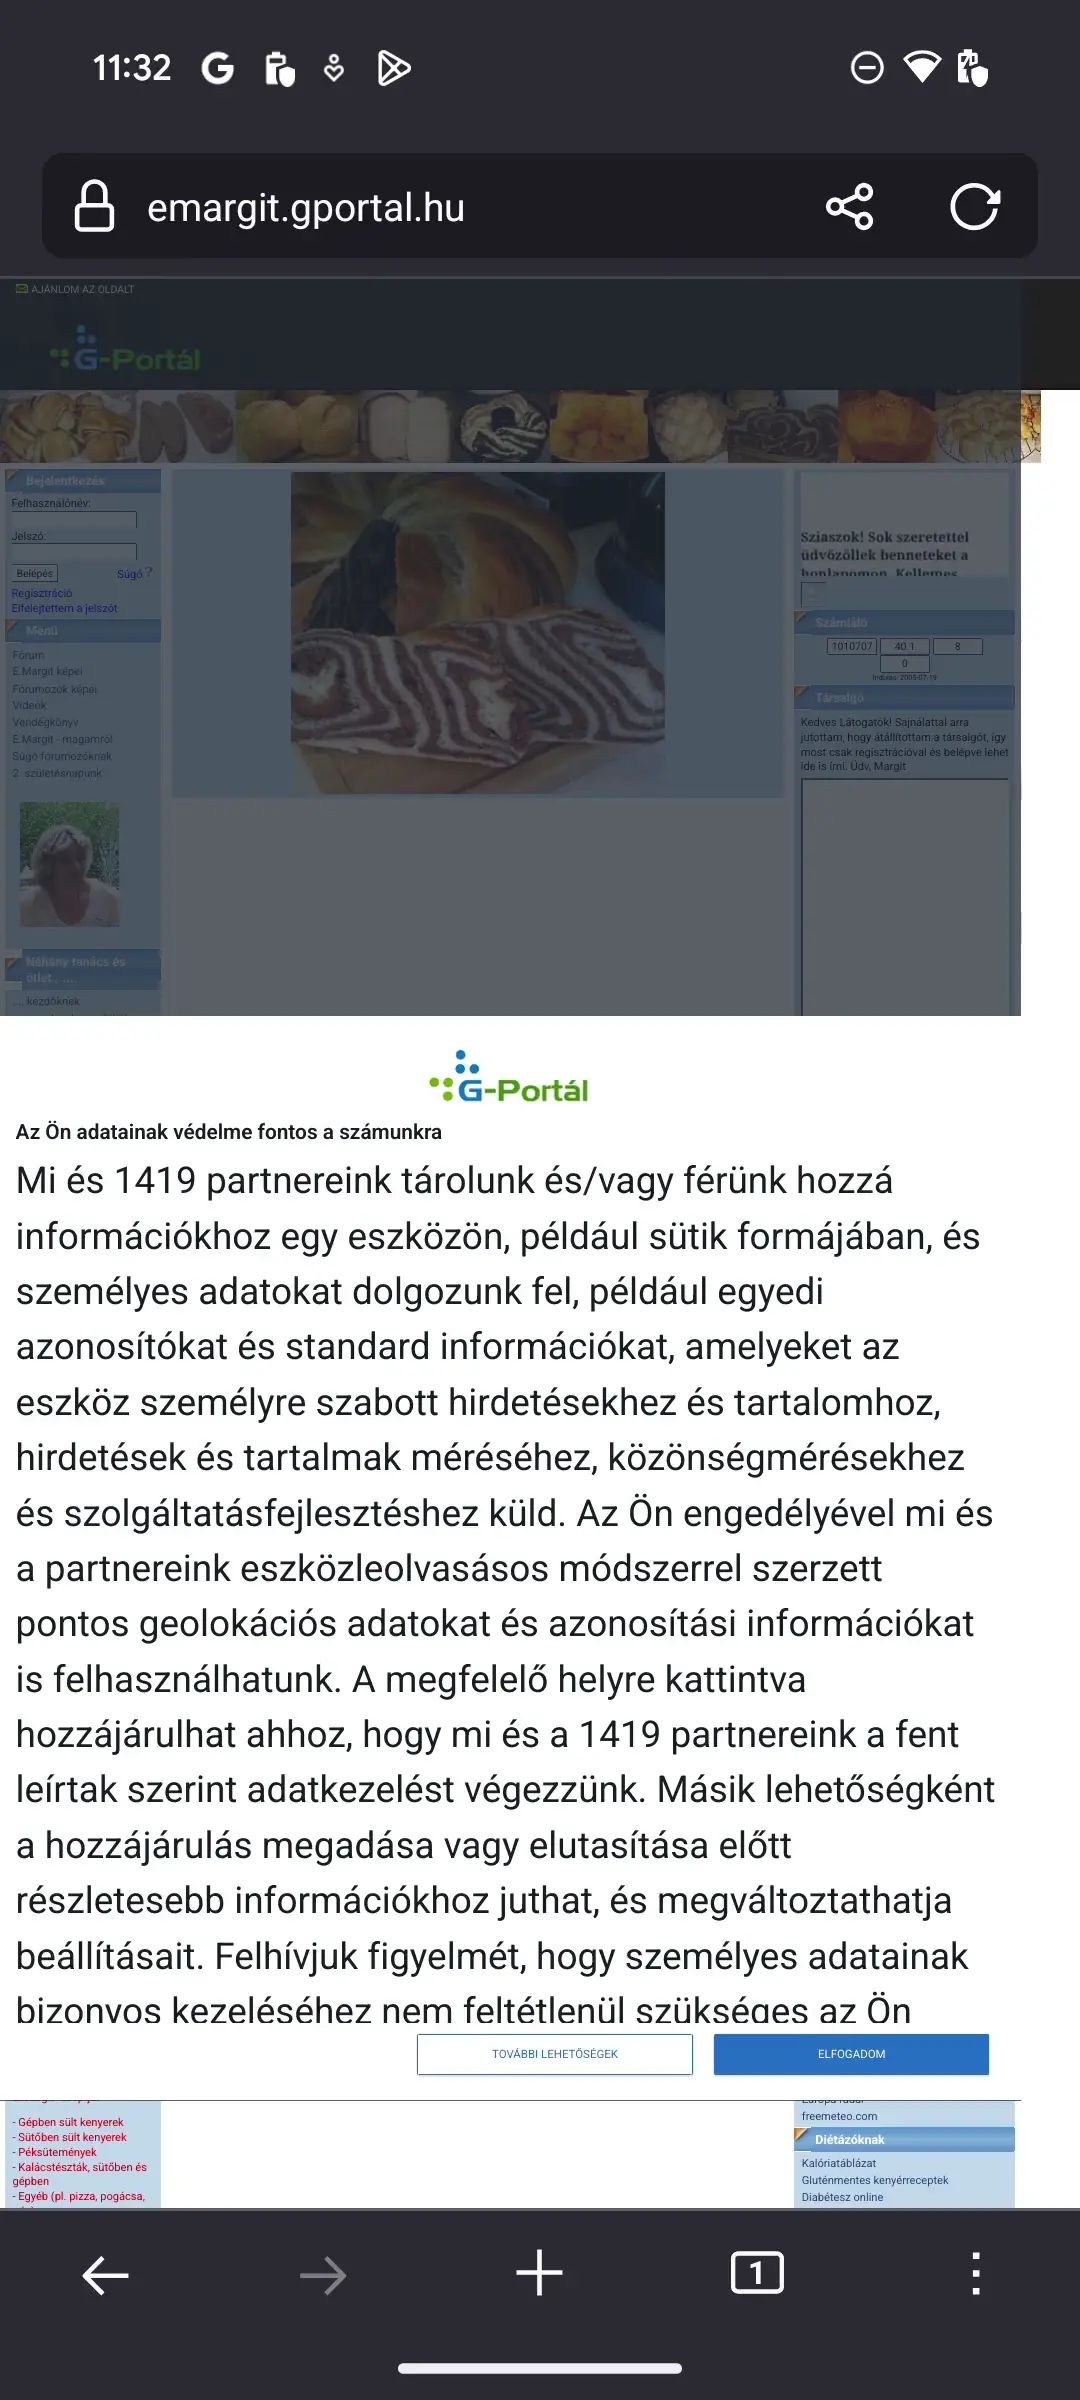 11:32
emargit.gportal.hu
AJÁNLOM AZ OLDALT
G-Portál
Bejelentkezés
Felhasználónév:
Jelszó:
Belépés
Súgó ?
Regisztráció
Elfelejtettem a jelszót
Menü
Fórum
E.Margit képei
Fórumozók képei
Videók
Vendégkönyv
E.Margit - magamról
Súgó fórumozóknak
2. születésnapunk
Néhány tanács és
ötlet......
... kezdőknek
Sziasztok! Sok szeretettel
üdvözöllek benneteket a
honlapomon. Kellemes
Számláló
1010707
40.1
8
0
Indulás: 2005-07-19
Társalgó
Kedves Látogatók! Sajnálattal arra
jutottam, hogy átállítottam a társalgót, így
most csak regisztrációval és belépve lehet
ide is írni. Üdv, Margit
G-Portál
Az Ön adatainak védelme fontos a számunkra
Mi és 1419 partnereink tárolunk és/vagy férünk hozzá
információkhoz egy eszközön, például sütik formájában, és
személyes adatokat dolgozunk fel, például egyedi
azonosítókat és standard információkat, amelyeket az
eszköz személyre szabott hirdetésekhez és tartalomhoz,
hirdetések és tartalmak méréséhez, közönségmérésekhez
és szolgáltatásfejlesztéshez küld. Az Ön engedélyével mi és
a partnereink eszközleolvasásos módszerrel szerzett
pontos geolokációs adatokat és azonosítási információkat
is felhasználhatunk. A megfelelő helyre kattintva
hozzájárulhat ahhoz, hogy mi és a 1419 partnereink a fent
leírtak szerint adatkezelést végezzünk. Másik lehetőségként
a hozzájárulás megadása vagy elutasítása előtt
részletesebb információkhoz juthat, és megváltoztathatja
beállításait. Felhívjuk figyelmét, hogy személyes adatainak
bizonyos kezeléséhez nem feltétlenül szükséges az Ön
TOVÁBBI LEHETŐSÉGEK
ELFOGADOM
- Gépben sült kenyerek
- Sütőben sült kenyerek
- Péksütemények
- Kalácstészták, sütőben és
gépben
- Egyéb (pl. pizza, pogácsa,
Európa radar
freemeteo.com
Diétázóknak
Kalóriatáblázat
Gluténmentes kenyérreceptek
Diabétesz online
1